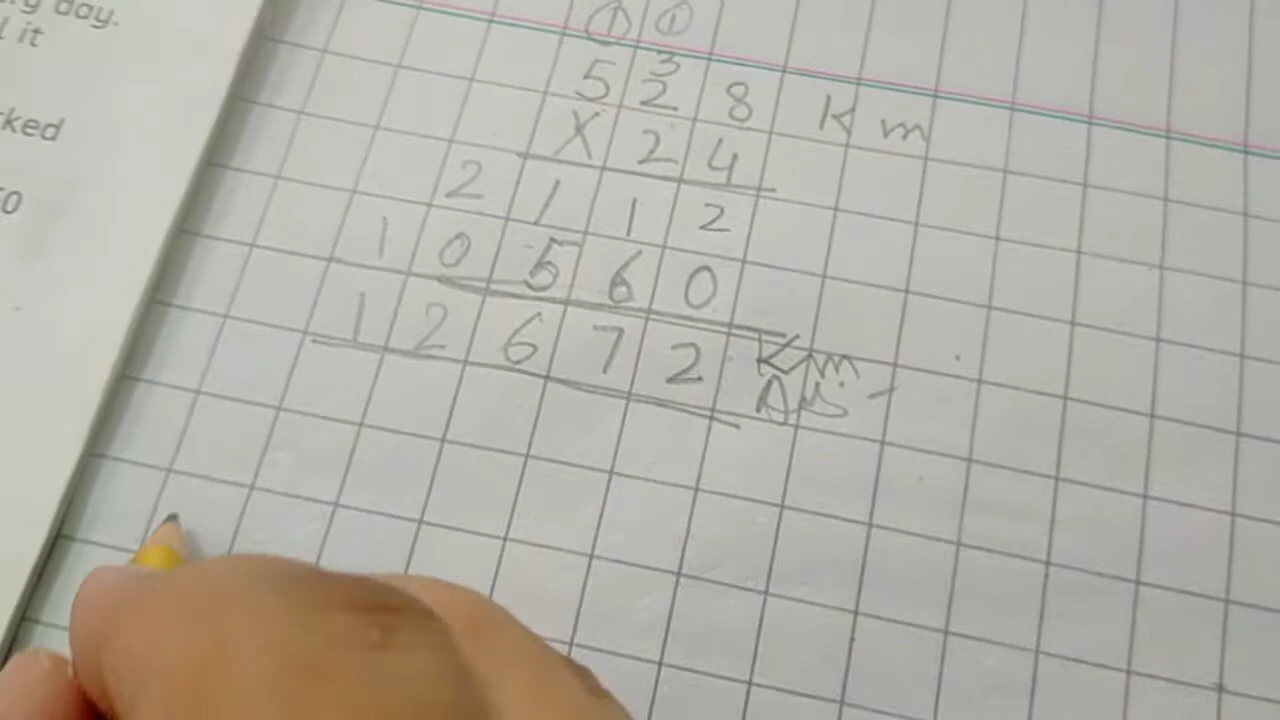 y day.
l it
ked
to
1 1
3
5 2 8 Km
X 2 4
2 1 1 2
1 0 5 6 0
1 2 6 7 2 Km
Ans-